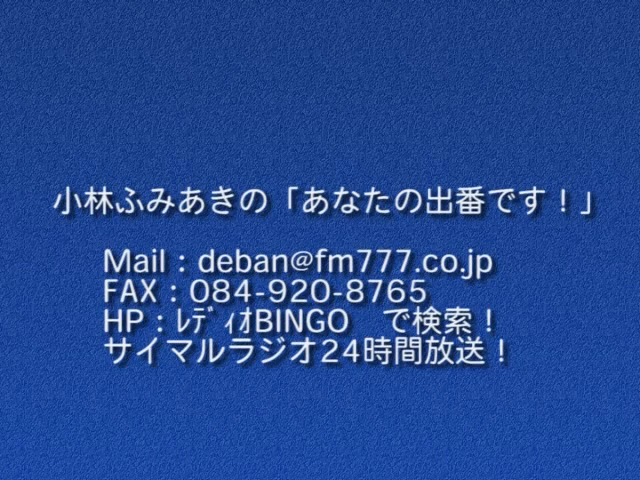 小林ふみあきの「あなたの出番です！」
Mail：deban@fm777.co.jp
FAX：084-920-8765
HP：ﾚﾃﾞｨｵBINGO　で検索！
サイマルラジオ24時間放送！